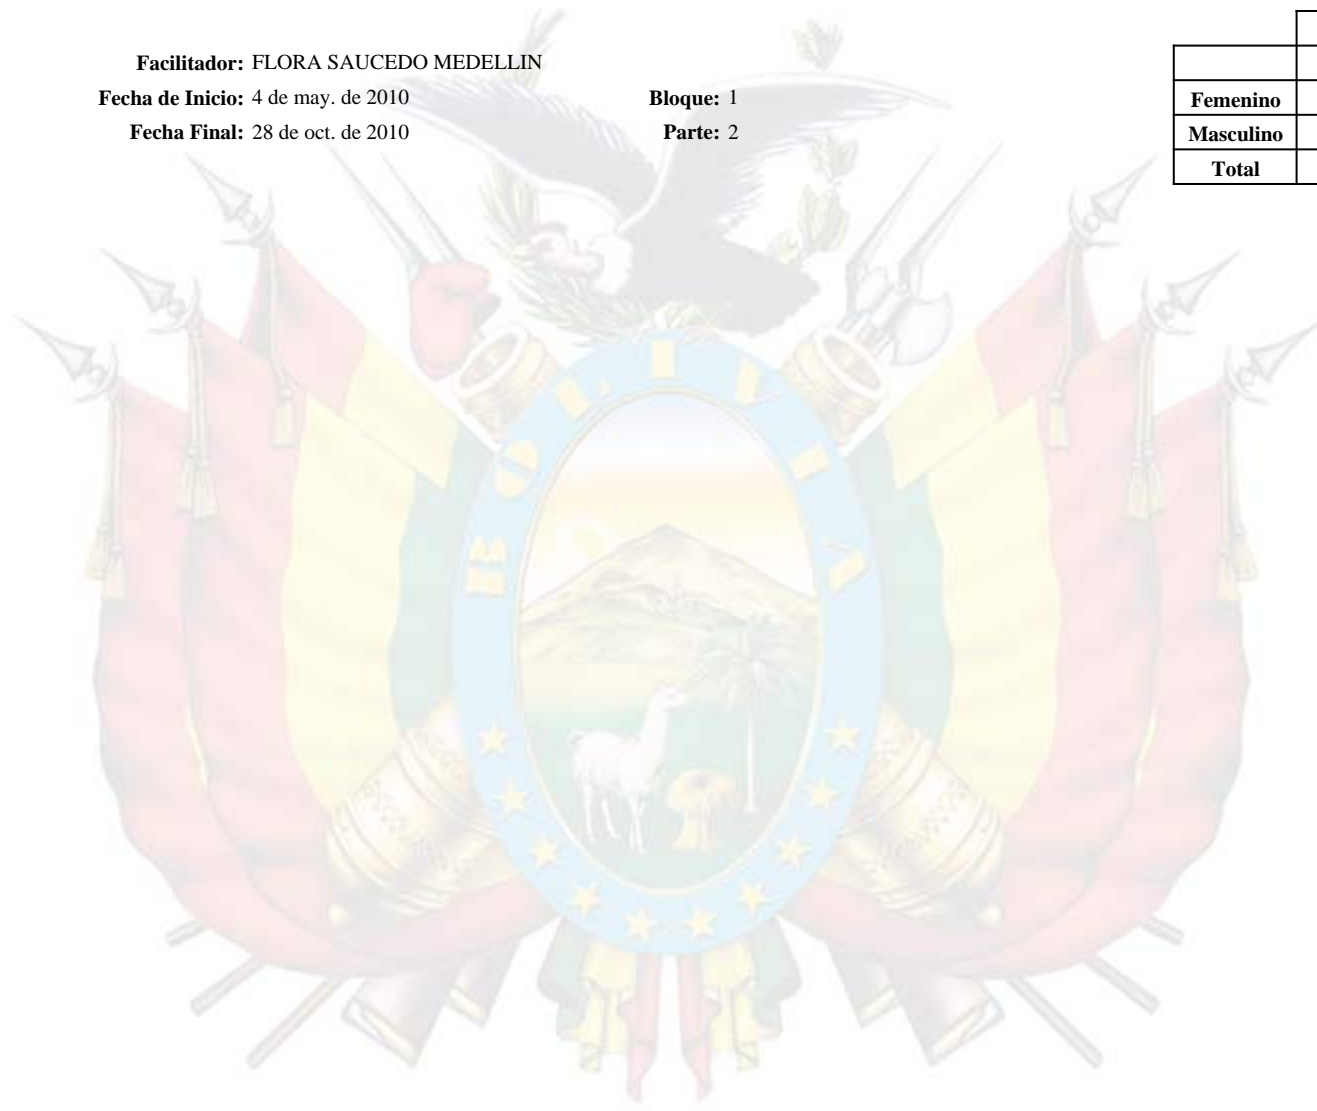 Facilitador: FLORA SAUCEDO MEDELLIN
Fecha de Inicio: 4 de may. de 2010 Bloque: 1
Fecha Final: 28 de oct. de 2010 Parte: 2
Femenino
Masculino
Total
BOLIVIA